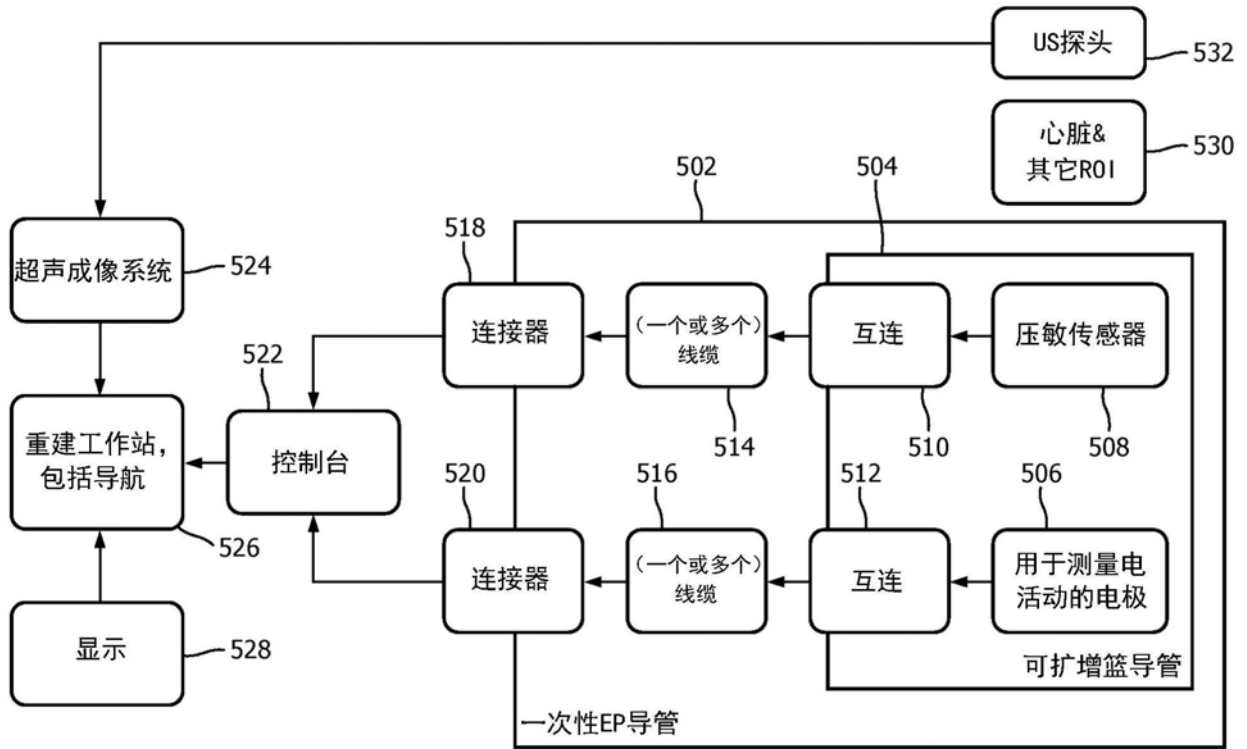 US探头
532
心脏&
其它ROI
530
502
504
518
超声成像系统
524
连接器
(一个或多个)
线缆
互连
压敏传感器
522
514
510
508
重建工作站，
包括导航
控制台
520
516
512
506
526
连接器
(一个或多个)
线缆
互连
用于测量电
活动的电极
显示
528
可扩增篮导管
一次性EP导管